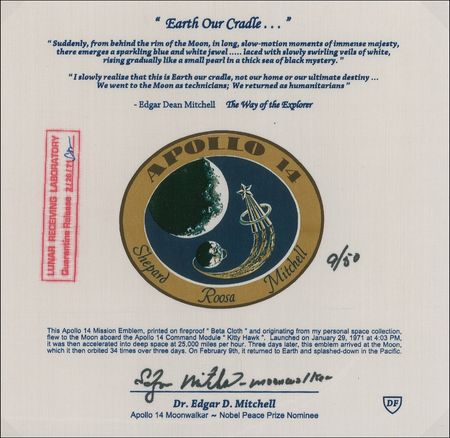 " Earth Our Cradle . . . "
" Suddenly, from behind the rim of the Moon, in long, slow-motion moments of immense majesty,
there emerges a sparkling blue and white jewel ..... laced with slowly swirling veils of white,
rising gradually like a small pearl in a thick sea of black mystery. "
" I slowly realize that this is Earth our cradle, not our home or our ultimate destiny ...
We went to the Moon as technicians; We returned as humanitarians "
- Edgar Dean Mitchell The Way of the Explorer
LUNAR RECEIVING LABORATORY
Quarantine Release 2/26/71
APOLLO 14
Shepard
Roosa
Mitchell
9/50
This Apollo 14 Mission Emblem, printed on fireproof " Beta Cloth " and originating from my personal space collection,
flew to the Moon aboard the Apollo 14 Command Module " Kitty Hawk ". Launched on January 29, 1971 at 4:03 PM,
it was then accelerated into deep space at 25,000 miles per hour. Three days later, this emblem arrived at the Moon,
which it then orbited 34 times over three days. On February 9th, it returned to Earth and splashed-down in the Pacific.
Edgar Mitchell - moonwalker
Dr. Edgar D. Mitchell
Apollo 14 Moonwalker ~ Nobel Peace Prize Nominee
DF